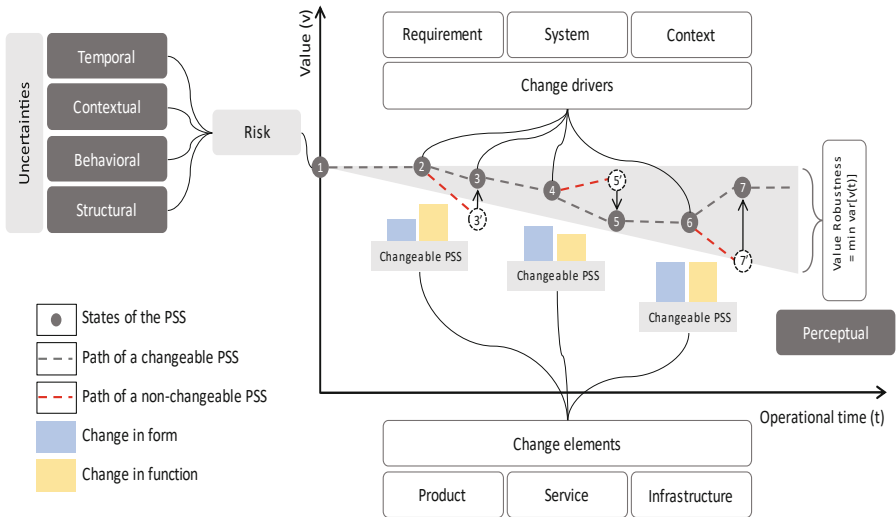 Uncertainties
Temporal
Contextual
Behavioral
Structural
Risk
Value (v)
Requirement
System
Context
Change drivers
1
2
3
3'
4
5'
5
6
7
7'
Changeable PSS
Changeable PSS
Changeable PSS
Value Robustness
= min var[v(t)]
Perceptual
Operational time (t)
States of the PSS
Path of a changeable PSS
Path of a non-changeable PSS
Change in form
Change in function
Change elements
Product
Service
Infrastructure